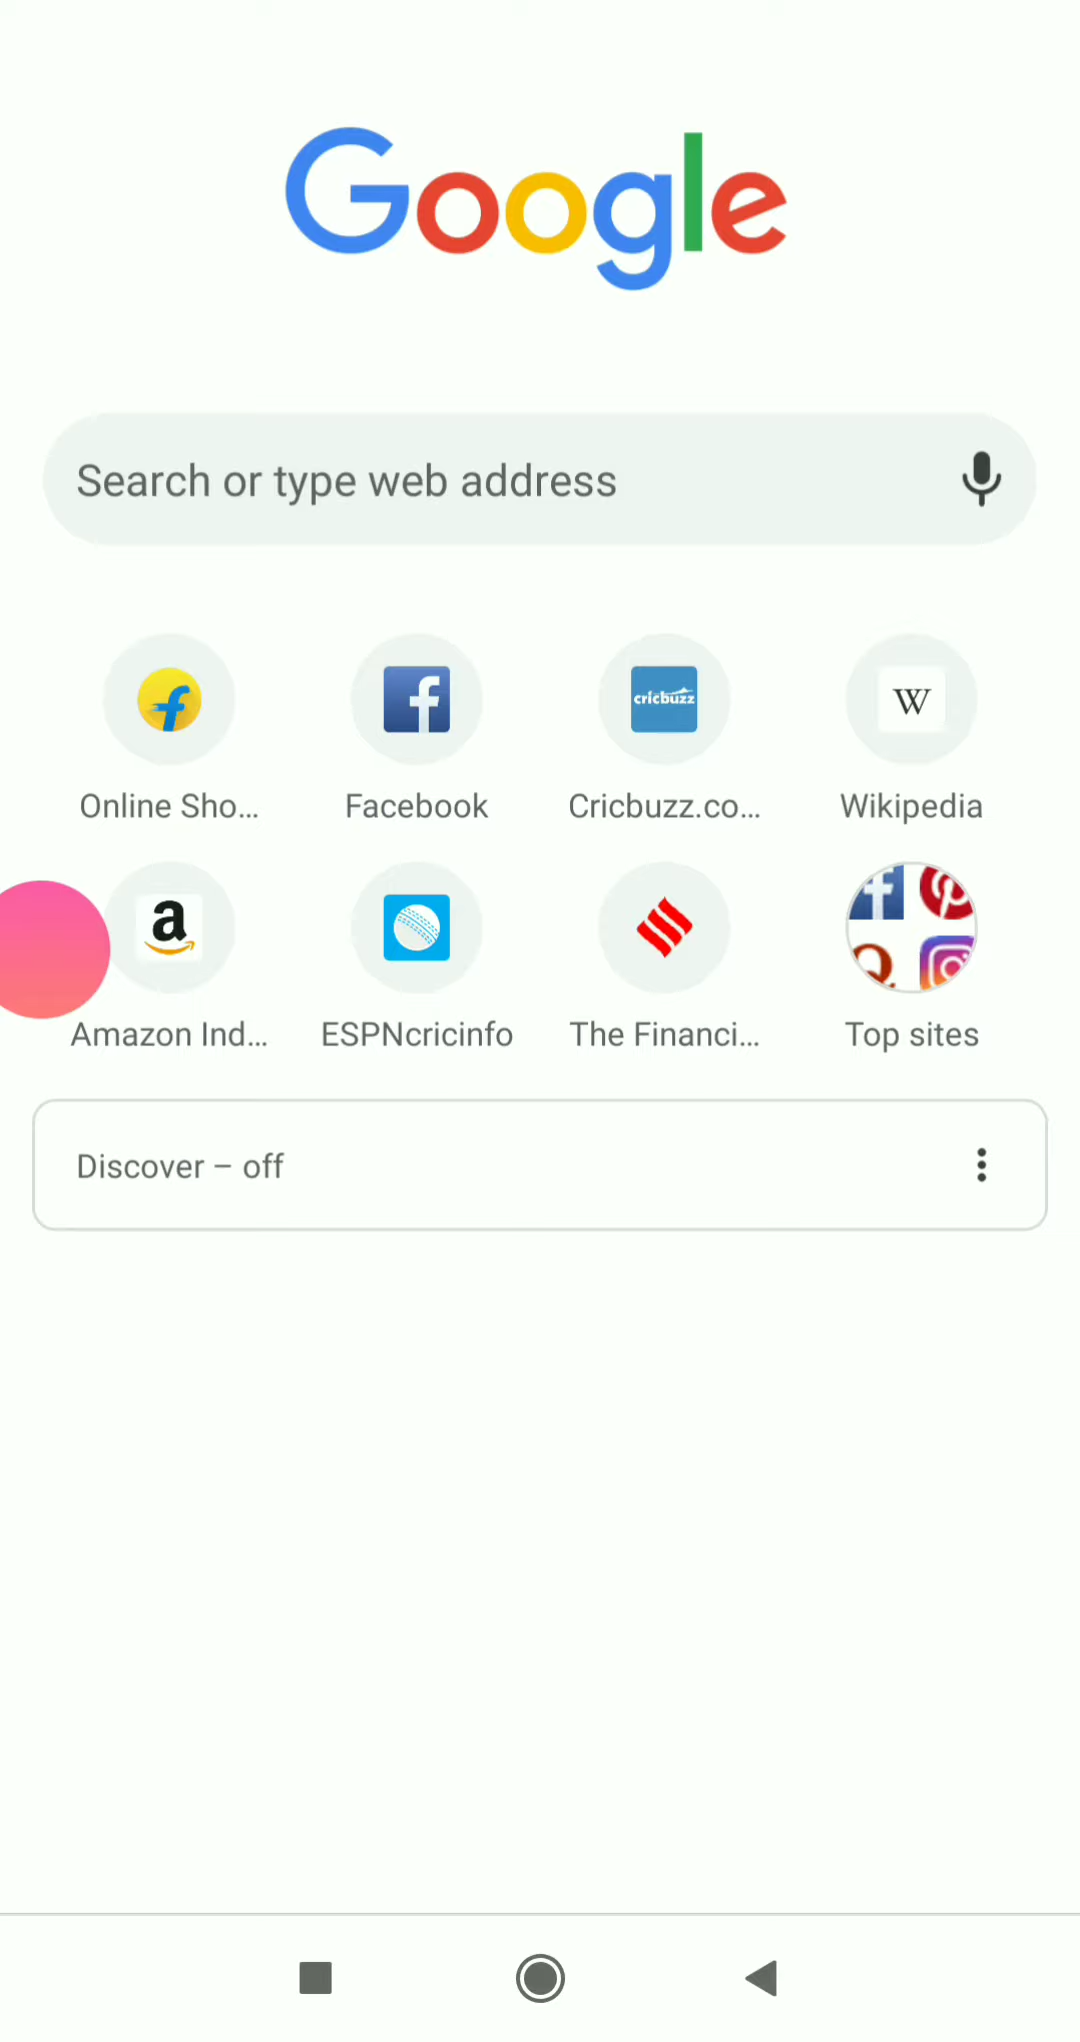 Google
Search or type web address
cricbuzz
W
Online Sho...
Facebook
Cricbuzz.co...
Wikipedia
a
Amazon Ind...
ESPNcricinfo
The Financi...
Top sites
Discover – off